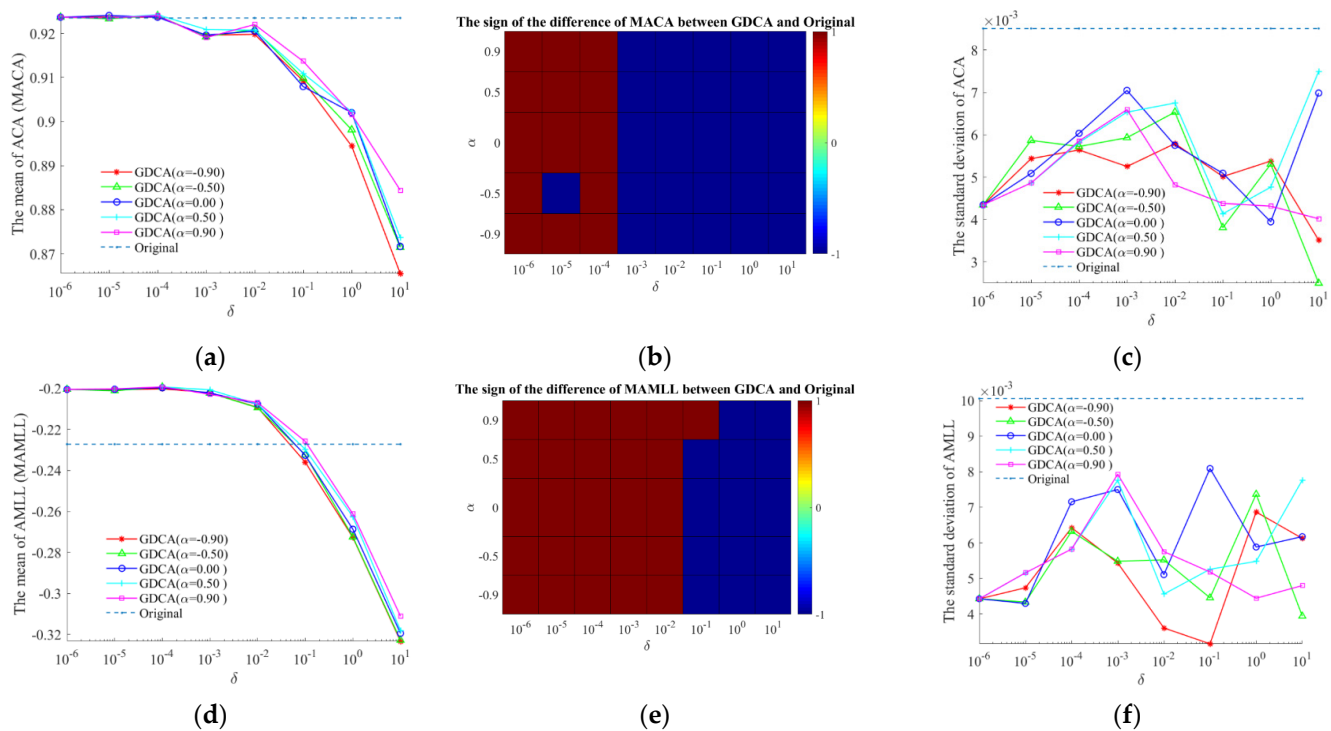 The mean of ACA (MACA)
0.92
0.91
0.9
0.89
0.88
0.87
GDCA(α=-0.90)
GDCA(α=-0.50)
GDCA(α=0.00)
GDCA(α=0.50 )
GDCA(α=0.90 )
Original
10^-6 10^-5 10^-4 10^-3 10^-2 10^-1 10^0 10^1
δ
(a)
The sign of the difference of MACA between GDCA and Original
α
0.9
0.5
0
-0.5
-0.9
10^-6 10^-5 10^-4 10^-3 10^-2 10^-1 10^0 10^1
δ
1
0
-1
(b)
×10^-3
The standard deviation of ACA
8
7
6
5
4
3
GDCA(α=-0.90)
GDCA(α=-0.50)
GDCA(α=0.00)
GDCA(α=0.50 )
GDCA(α=0.90 )
Original
10^-6 10^-5 10^-4 10^-3 10^-2 10^-1 10^0 10^1
δ
(c)
The mean of AMLL (MAMLL)
-0.2
-0.22
-0.24
-0.26
-0.28
-0.3
-0.32
GDCA(α=-0.90)
GDCA(α=-0.50)
GDCA(α=0.00)
GDCA(α=0.50 )
GDCA(α=0.90 )
Original
10^-6 10^-5 10^-4 10^-3 10^-2 10^-1 10^0 10^1
δ
(d)
The sign of the difference of MAMLL between GDCA and Original
α
0.9
0.5
0
-0.5
-0.9
10^-6 10^-5 10^-4 10^-3 10^-2 10^-1 10^0 10^1
δ
1
0
-1
(e)
×10^-3
The standard deviation of AMLL
10
9
8
7
6
5
4
GDCA(α=-0.90)
GDCA(α=-0.50)
GDCA(α=0.00)
GDCA(α=0.50 )
GDCA(α=0.90 )
Original
10^-6 10^-5 10^-4 10^-3 10^-2 10^-1 10^0 10^1
δ
(f)